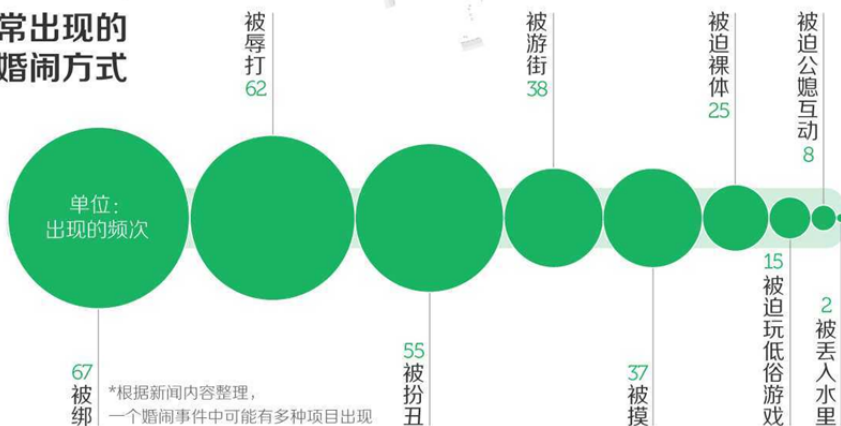 常出现的
婚闹方式
被辱打
62
被游街
38
被迫裸体
25
被迫公媳互动
8
单位：
出现的频次
67
被绑
*根据新闻内容整理，
一个婚闹事件中可能有多种项目出现
55
被扮丑
37
被摸
15
被迫玩低俗游戏
2
被丢入水里